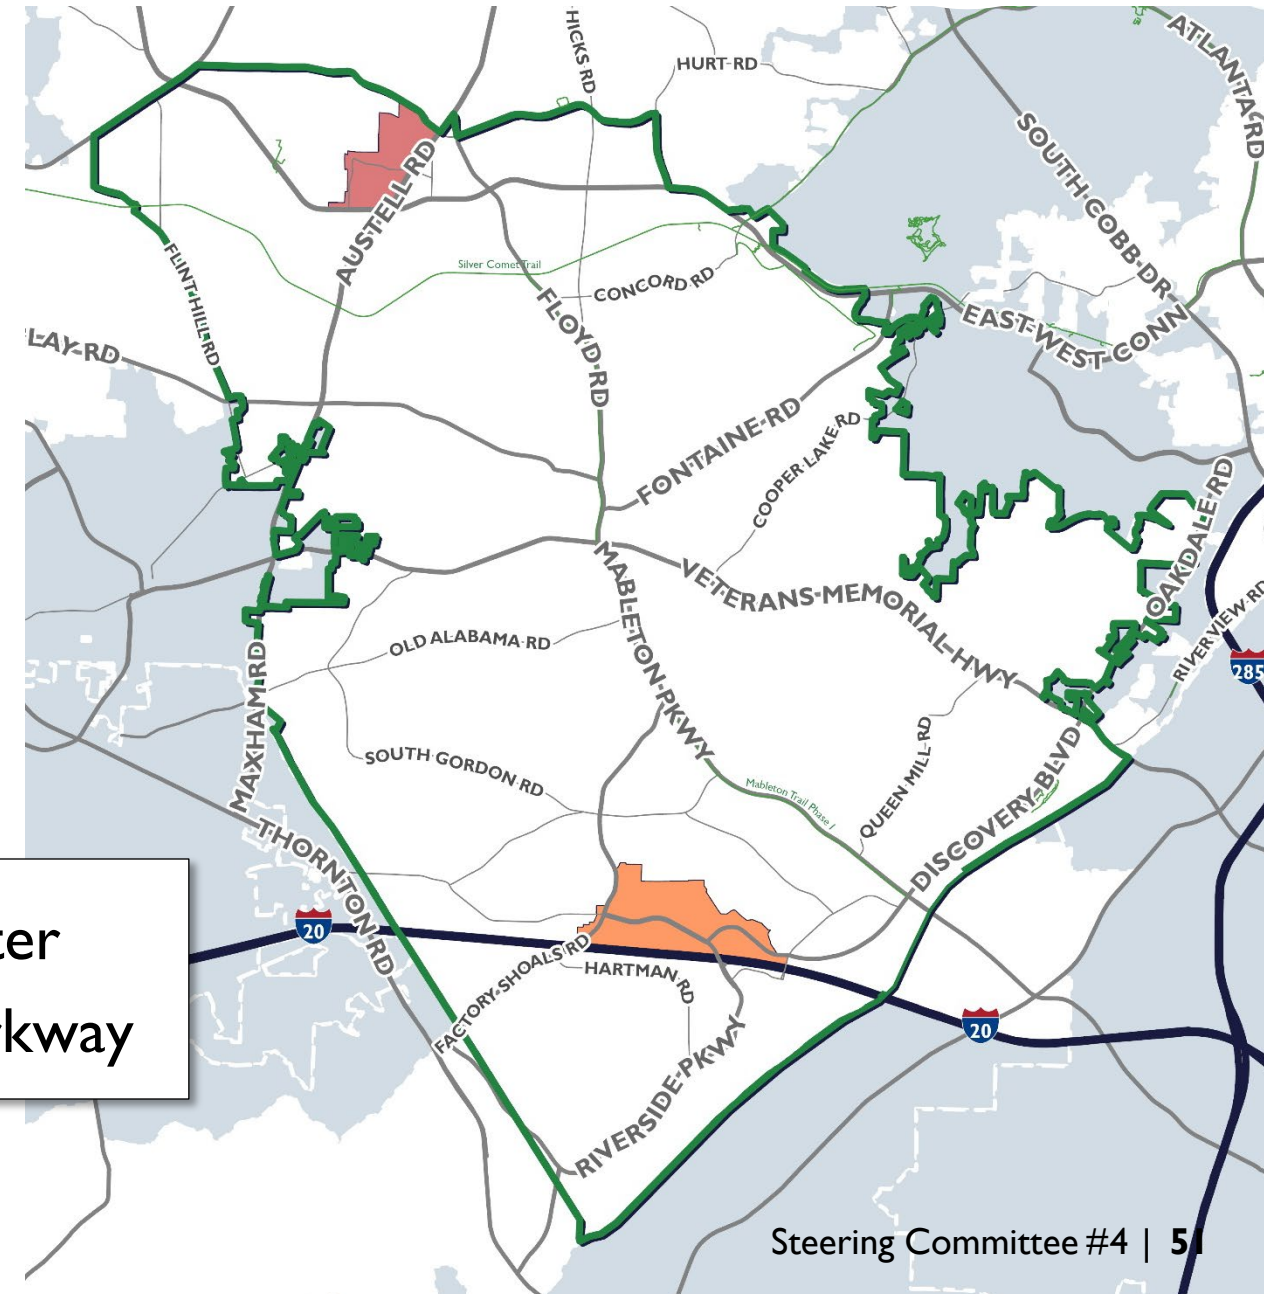 HICKS RD
HURT RD
ATLANTA RD
SOUTH COBB DR
AUSTELL RD
FLINT HILL RD
Silver Comet Trail
CONCORD RD
FLOYD RD
EAST WEST CONN
LAY RD
FONTAINE RD
COOPER LAKE RD
OAKDALE RD
MABLETON PKWY
VETERANS MEMORIAL HWY
RIVERVIEW RD
OLD ALABAMA RD
285
MAXHAM RD
SOUTH GORDON RD
QUEEN MILL RD
DISCOVERY BLVD
Mableton Trail Phase I
THORNTON RD
20
FACTORY SHOALS RD
HARTMAN RD
20
RIVERSIDE PKWY
ter
rkway
Steering Committee #4 | 51